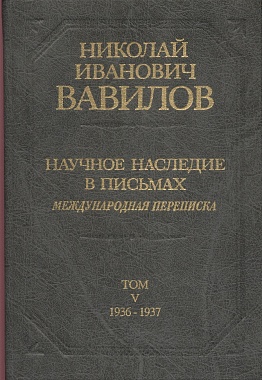 НИКОЛАЙ
ИВАНОВИЧ
ВАВИЛОВ
НАУЧНОЕ НАСЛЕДИЕ
В ПИСЬМАХ
МЕЖДУНАРОДНАЯ ПЕРЕПИСКА
ТОМ
V
1936-1937